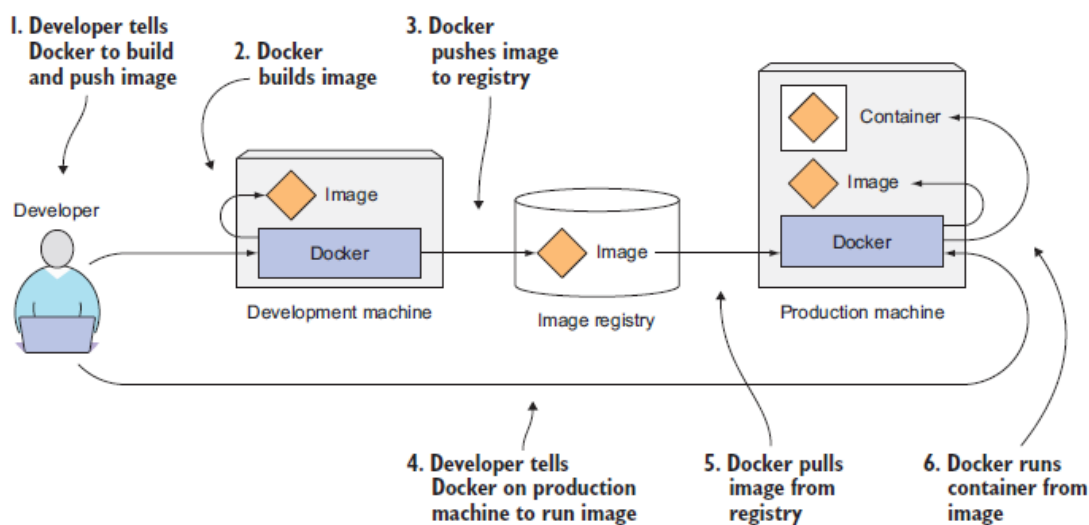 1. Developer tells
Docker to build
and push image
2. Docker
builds image
3. Docker
pushes image
to registry
Developer
Image
Docker
Development machine
Image
Image registry
Container
Image
Docker
Production machine
4. Developer tells
Docker on production
machine to run image
5. Docker pulls
image from
registry
6. Docker runs
container from
image